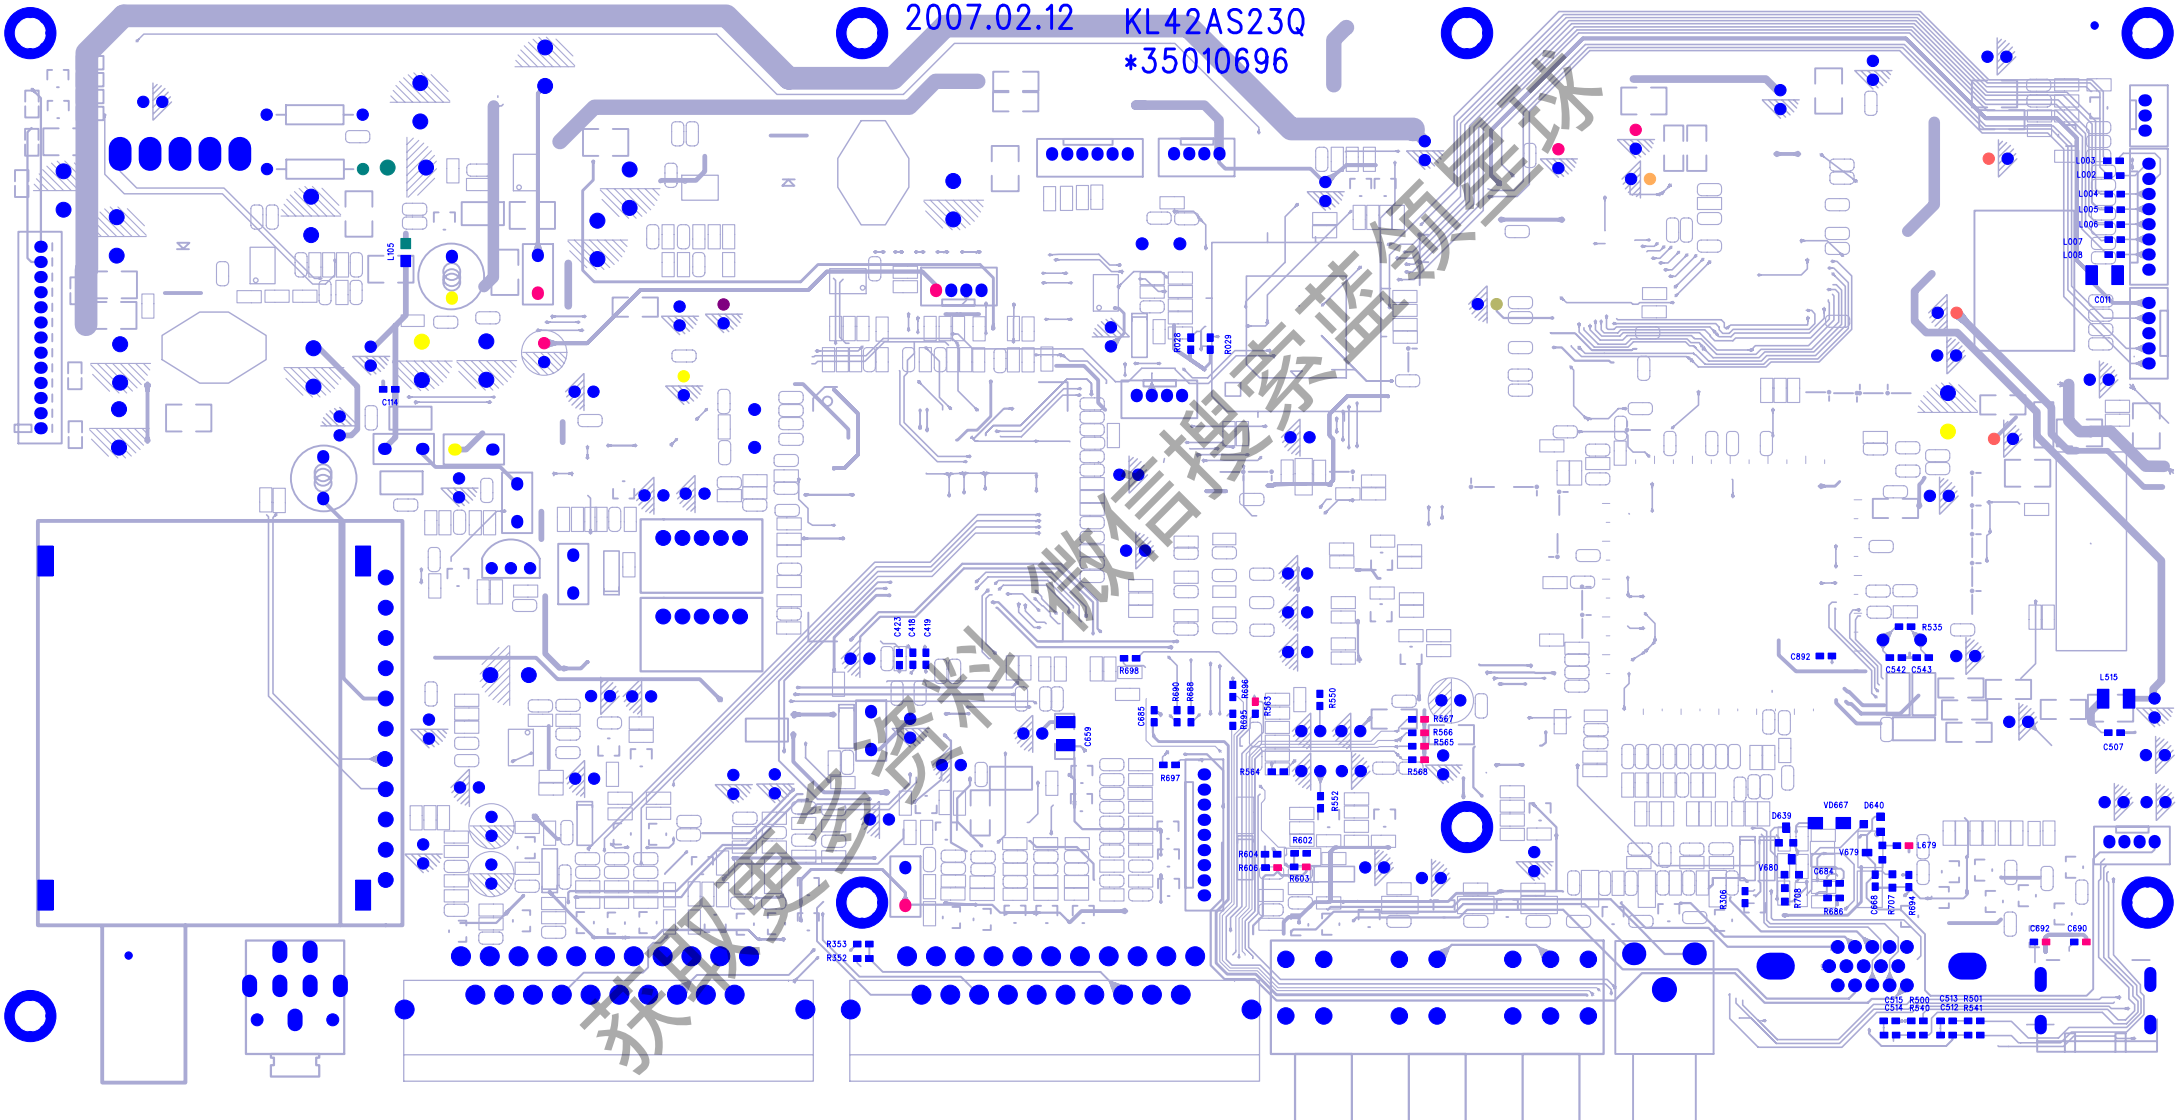 2007.02.12
KL42AS23Q
*35010696
L003
L002
L004
L005
L006
L007
L008
C011
L105
C114
R028
R029
获取更多资料 微信搜索蓝领星球
C423
C418
C419
R698
R535
C892
C542
C543
L515
C507
C685
R690
R688
R696
R695
R563
R550
R567
R566
R565
R568
C659
R697
R564
R552
R602
R604
R606
R603
D639
VD667
D640
V679
L679
V680
C684
R306
R708
R686
C668
R707
R694
R353
R352
C692
C690
C515
R500
C513
R501
C514
R540
C512
R541